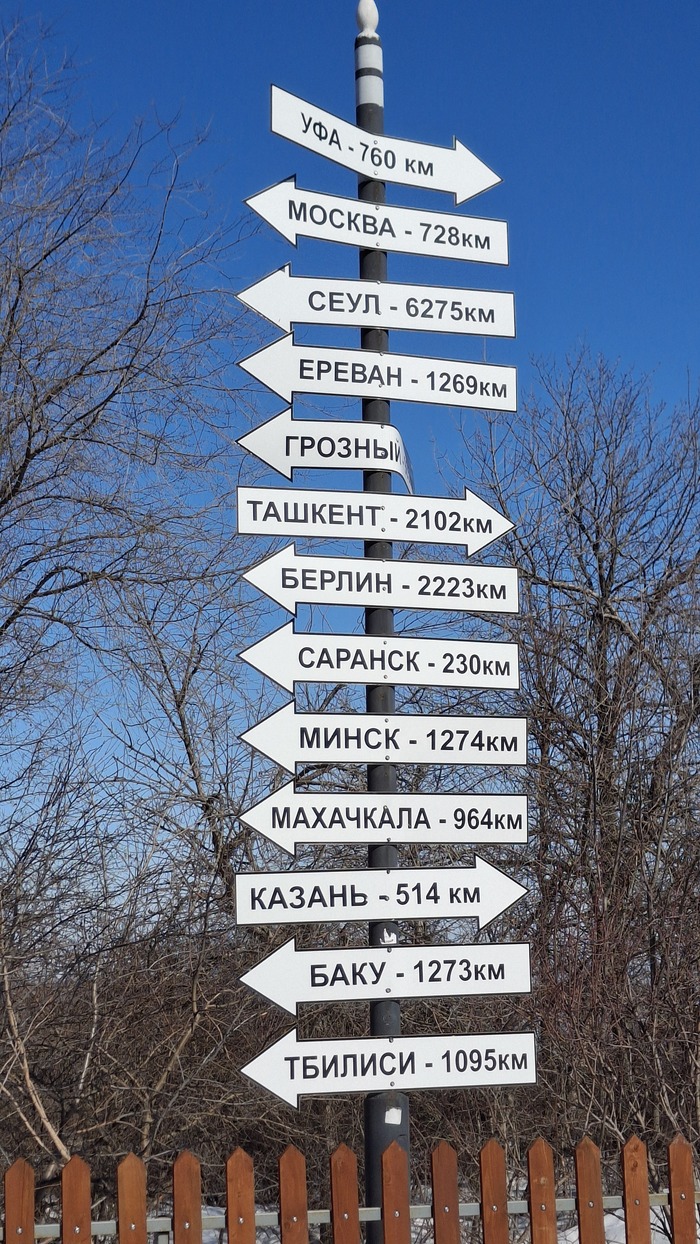 УФА - 760 км
МОСКВА - 728км
СЕУЛ - 6275км
ЕРЕВАН - 1269км
ГРОЗНЫЙ
ТАШКЕНТ - 2102км
БЕРЛИН - 2223км
САРАНСК - 230км
МИНСК - 1274км
МАХАЧКАЛА - 964км
КАЗАНЬ - 514 км
БАКУ - 1273км
ТБИЛИСИ - 1095км